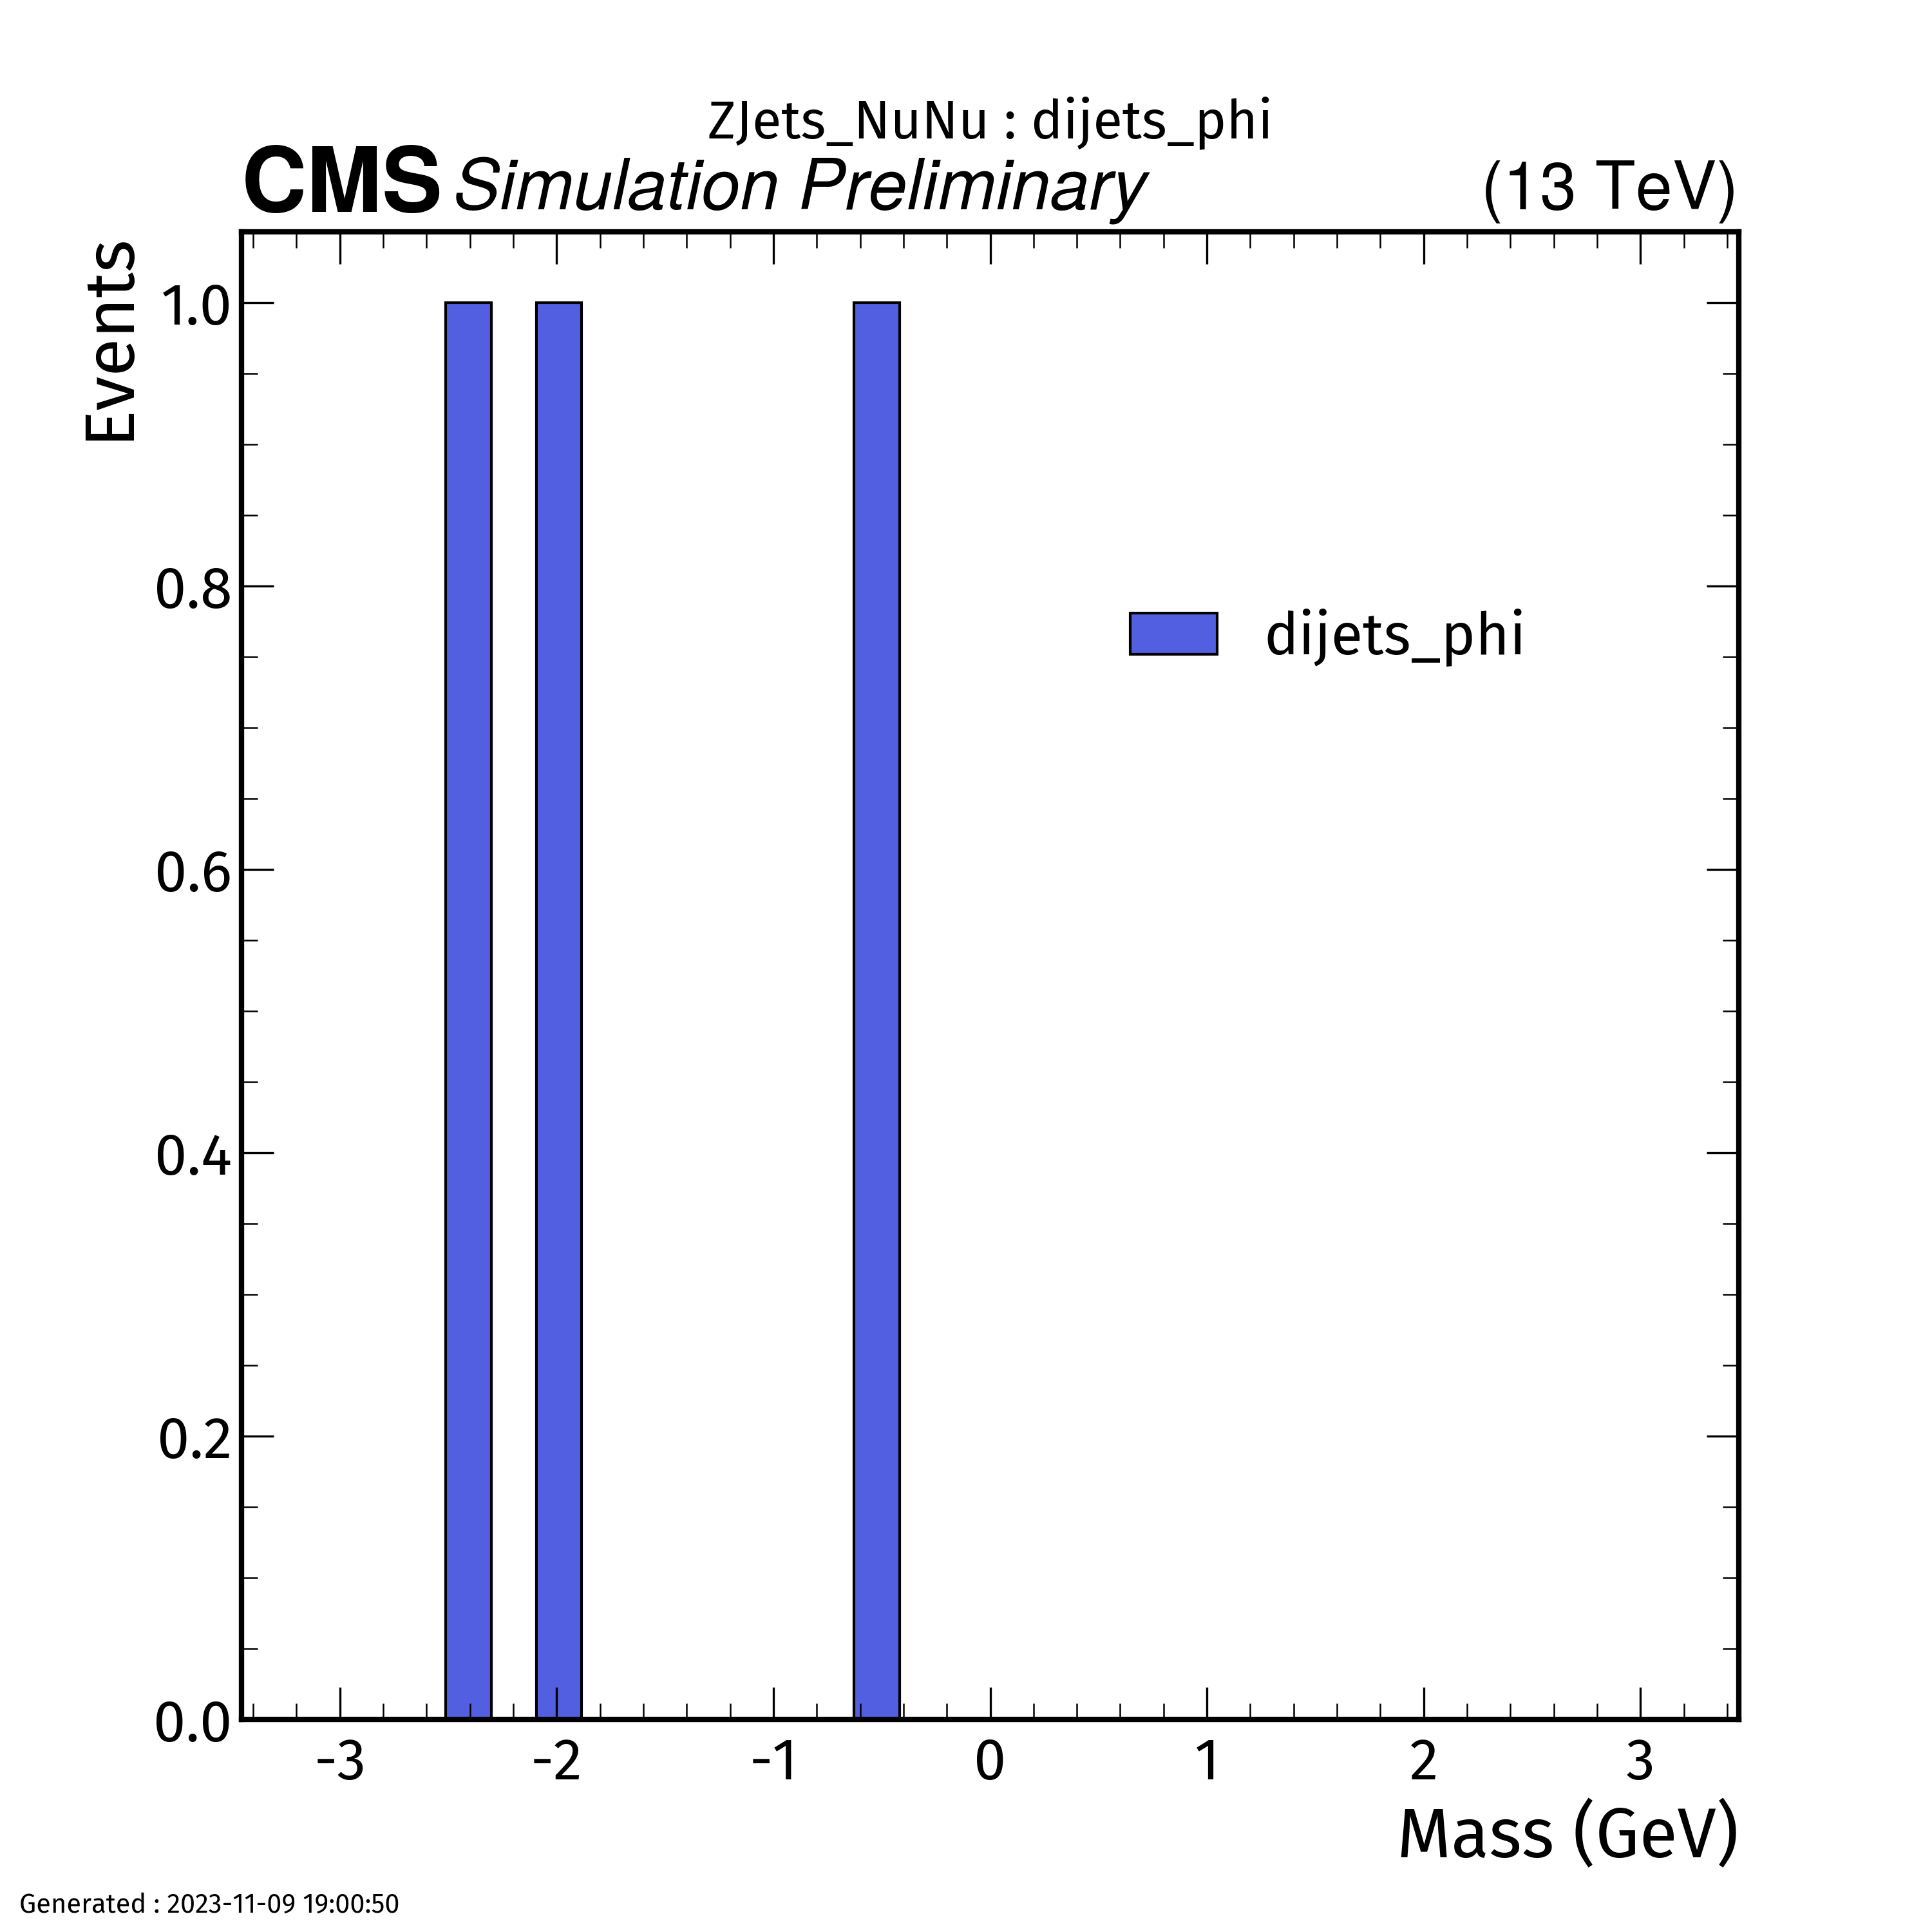 ZJets_NuNu : dijets_phi
CMS Simulation Preliminary (13 TeV)
Events
1.0
0.8
dijets_phi
0.6
0.4
0.2
0.0
-3 -2 -1 0 1 2 3
Mass (GeV)
Generated : 2023-11-09 19:00:50